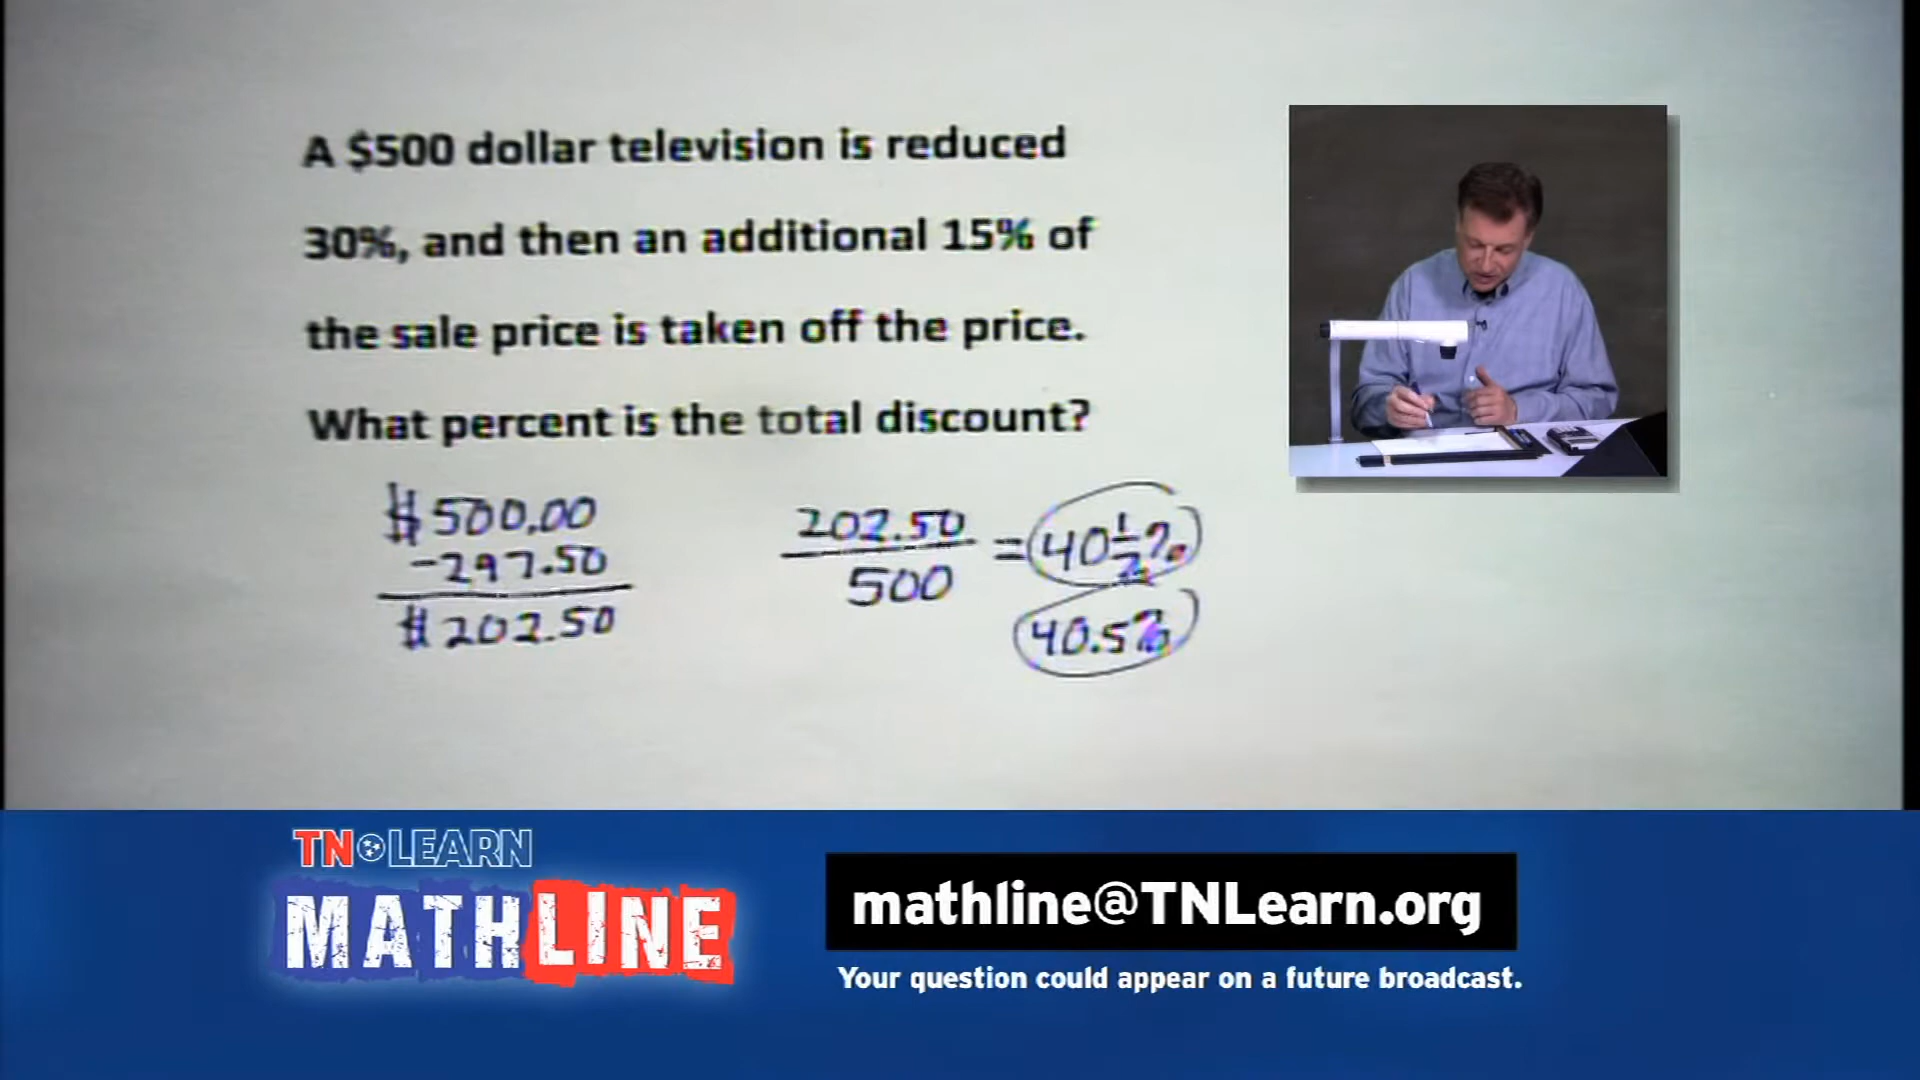 A $500 dollar television is reduced
30%, and then an additional 15% of
the sale price is taken off the price.
What percent is the total discount?
$500.00
-297.50
$202.50
202.50
500
= 40 1/2 %
40.5%
TN LEARN
MATHLINE
mathline@TNLearn.org
Your question could appear on a future broadcast.